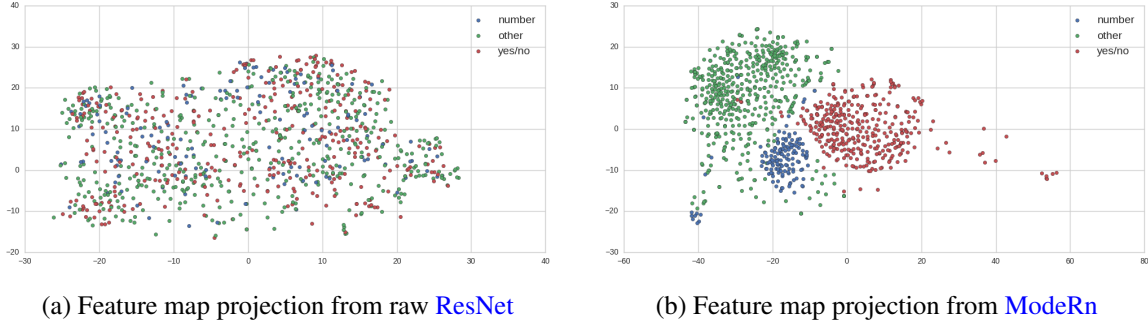 40
30
20
10
0
−10
−20
−30 −20 −10 0 10 20 30 40
number
other
yes/no
(a) Feature map projection from raw ResNet
40
30
20
10
0
−10
−20
−30
−60 −40 −20 0 20 40 60 80
number
other
yes/no
(b) Feature map projection from ModeRn